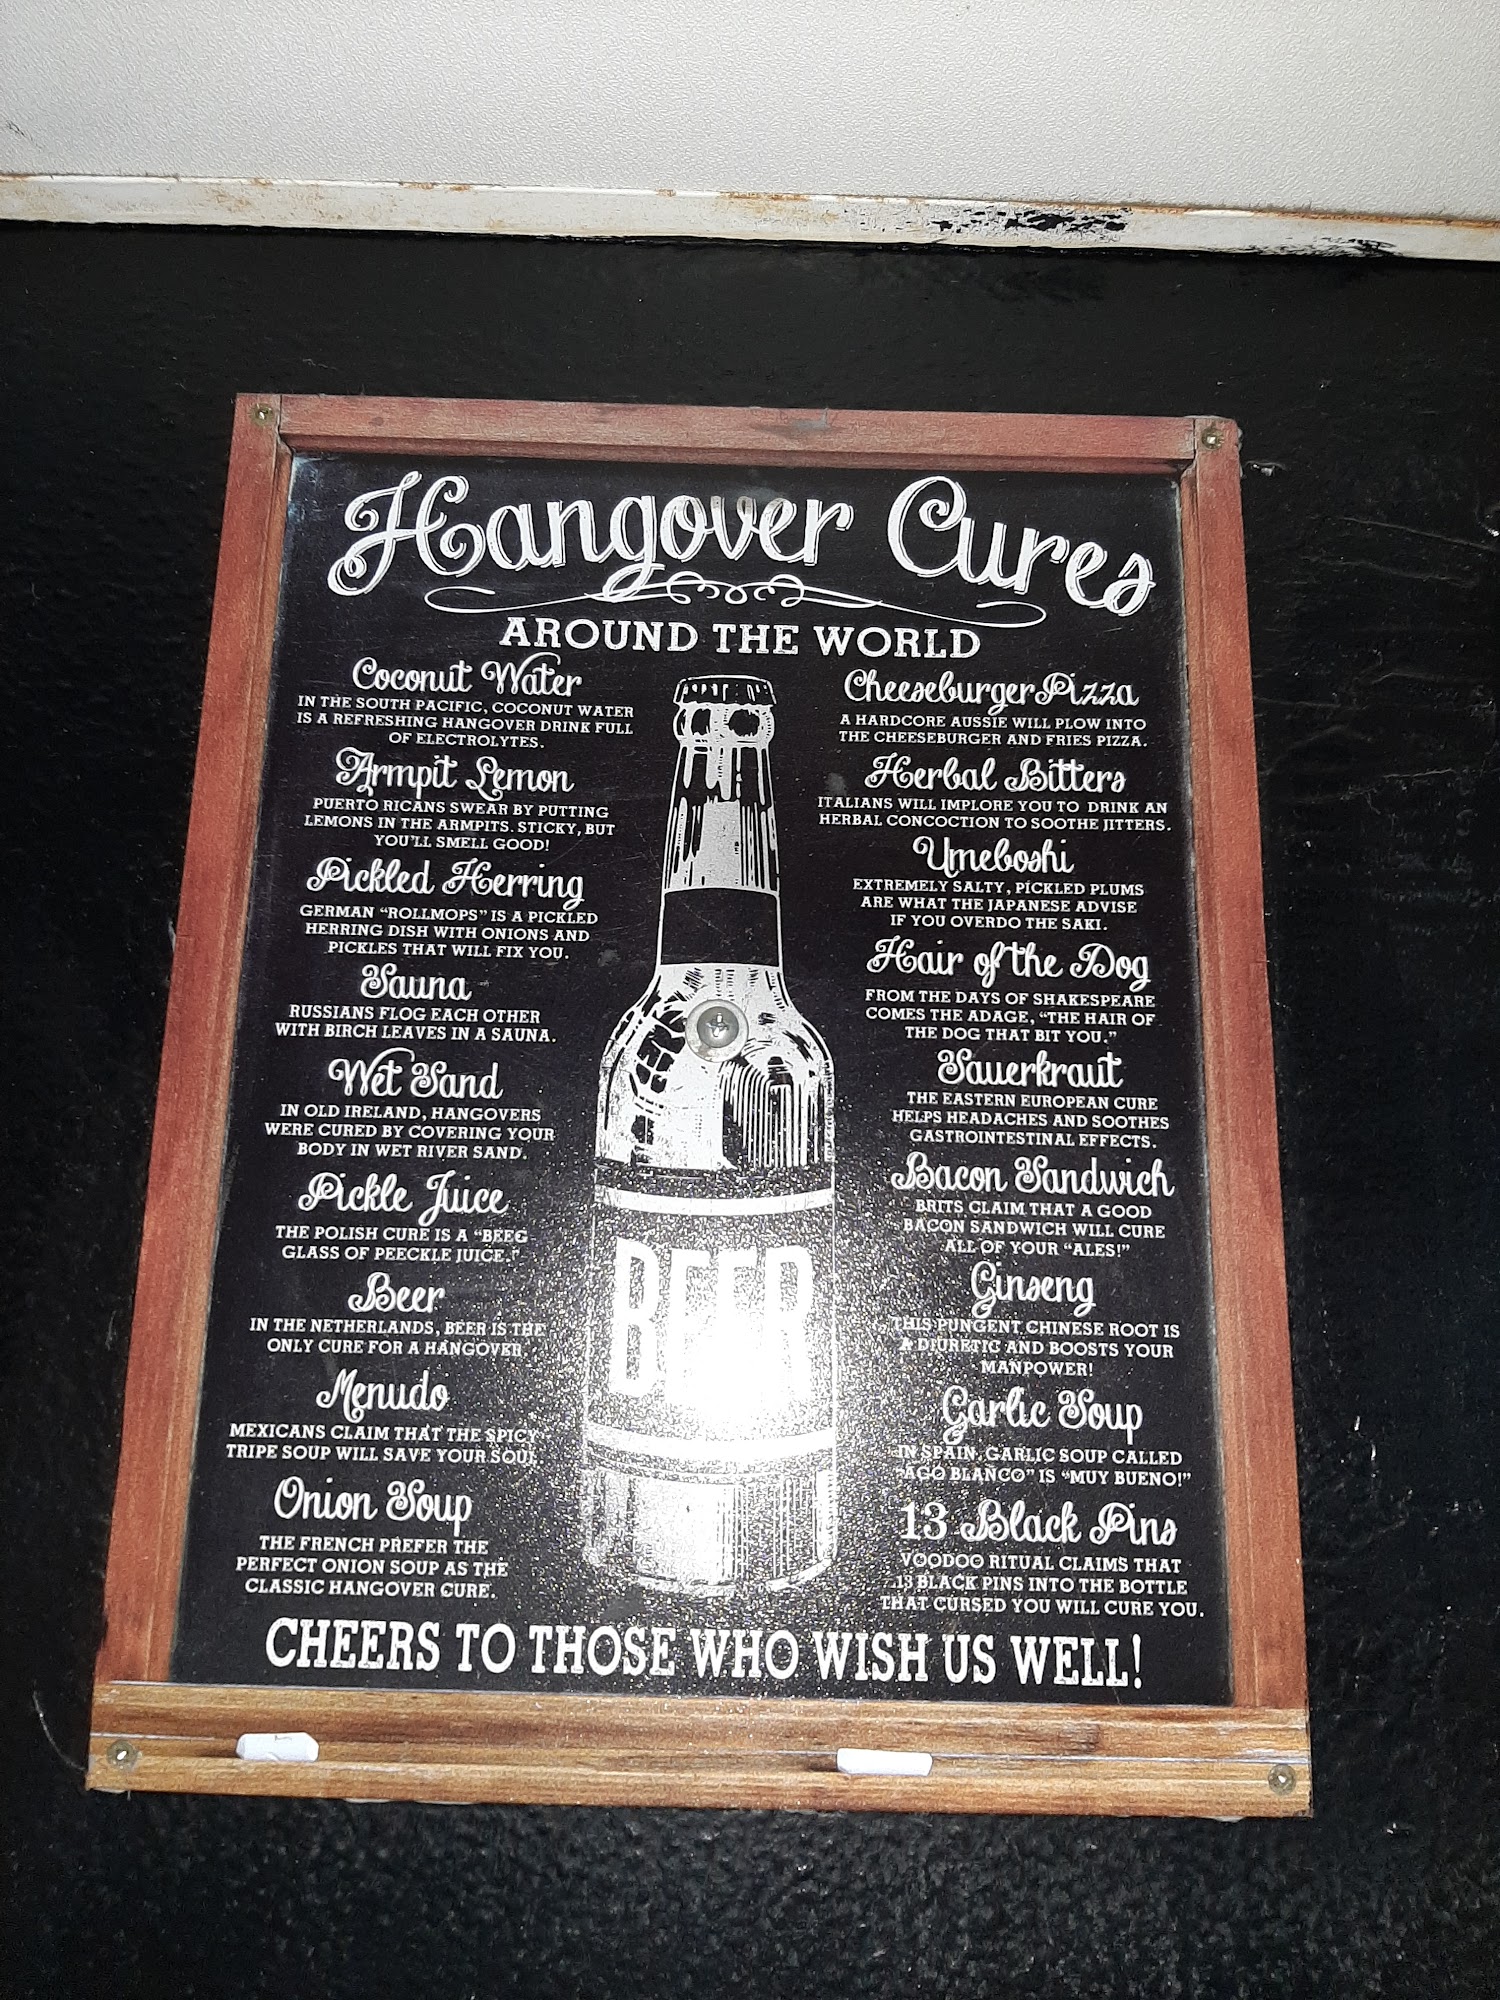 Hangover Cures
AROUND THE WORLD
Coconut Water
IN THE SOUTH PACIFIC, COCONUT WATER
IS A REFRESHING HANGOVER DRINK FULL
OF ELECTROLYTES.
Armpit Lemon
PUERTO RICANS SWEAR BY PUTTING
LEMONS IN THE ARMPITS. STICKY, BUT
YOU'LL SMELL GOOD!
Pickled Herring
GERMAN "ROLLMOPS" IS A PICKLED
HERRING DISH WITH ONIONS AND
PICKLES THAT WILL FIX YOU.
Sauna
RUSSIANS FLOG EACH OTHER
WITH BIRCH LEAVES IN A SAUNA.
Wet Sand
IN OLD IRELAND, HANGOVERS
WERE CURED BY COVERING YOUR
BODY IN WET RIVER SAND.
Pickle Juice
THE POLISH CURE IS A "BEEG
GLASS OF PEECKLE JUICE."
Beer
IN THE NETHERLANDS, BEER IS THE
ONLY CURE FOR A HANGOVER.
Menudo
MEXICANS CLAIM THAT THE SPICY
TRIPE SOUP WILL SAVE YOUR SOUL
Onion Soup
THE FRENCH PREFER THE
PERFECT ONION SOUP AS THE
CLASSIC HANGOVER CURE.
BEER
Cheeseburger Pizza
A HARDCORE AUSSIE WILL PLOW INTO
THE CHEESEBURGER AND FRIES PIZZA.
Herbal Bitters
ITALIANS WILL IMPLORE YOU TO DRINK AN
HERBAL CONCOCTION TO SOOTHE JITTERS.
Umeboshi
EXTREMELY SALTY, PICKLED PLUMS
ARE WHAT THE JAPANESE ADVISE
IF YOU OVERDO THE SAKI.
Hair of the Dog
FROM THE DAYS OF SHAKESPEARE
COMES THE ADAGE, "THE HAIR OF
THE DOG THAT BIT YOU."
Sauerkraut
THE EASTERN EUROPEAN CURE
HELPS HEADACHES AND SOOTHES
GASTROINTESTINAL EFFECTS.
Bacon Sandwich
BRITS CLAIM THAT A GOOD
BACON SANDWICH WILL CURE
ALL OF YOUR "ALES!"
Ginseng
THIS PUNGENT CHINESE ROOT IS
A DIURETIC AND BOOSTS YOUR
MANPOWER!
Garlic Soup
IN SPAIN, GARLIC SOUP CALLED
"AGO BLANCO" IS "MUY BUENO!"
13 Black Pins
VOODOO RITUAL CLAIMS THAT
13 BLACK PINS INTO THE BOTTLE
THAT CURSED YOU WILL CURE YOU.
CHEERS TO THOSE WHO WISH US WELL!